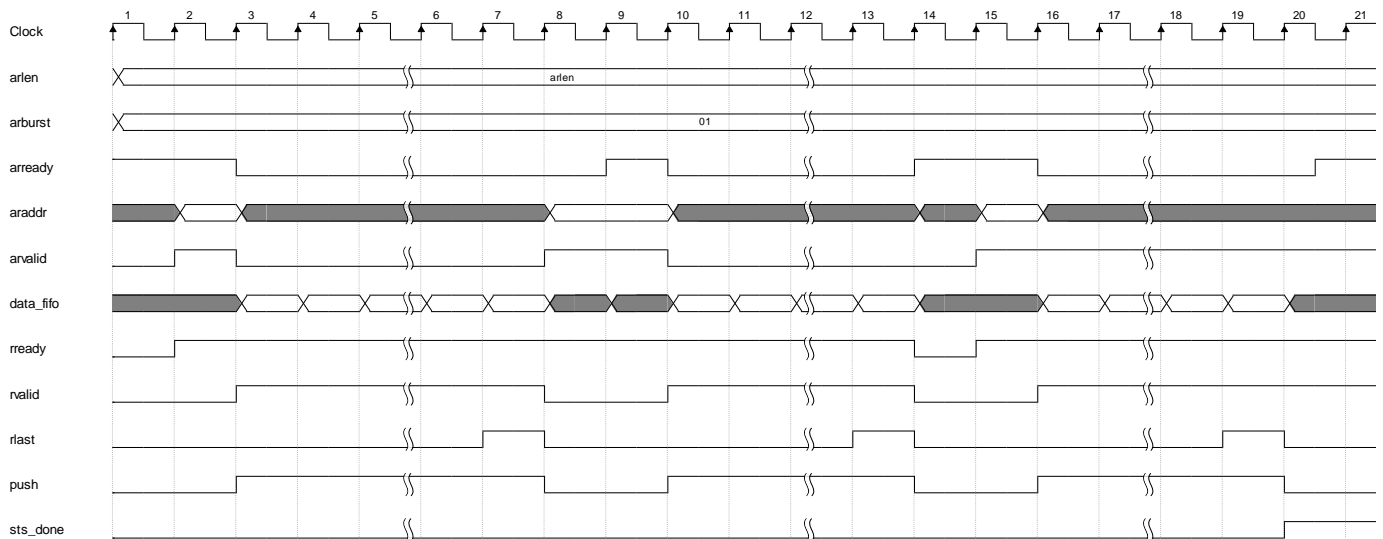 1 2 3 4 5 6 7 8 9 10 11 12 13 14 15 16 17 18 19 20 21
Clock
arlen arlen
arburst 01
arready
araddr
arvalid
data_fifo
rready
rvalid
rlast
push
sts_done